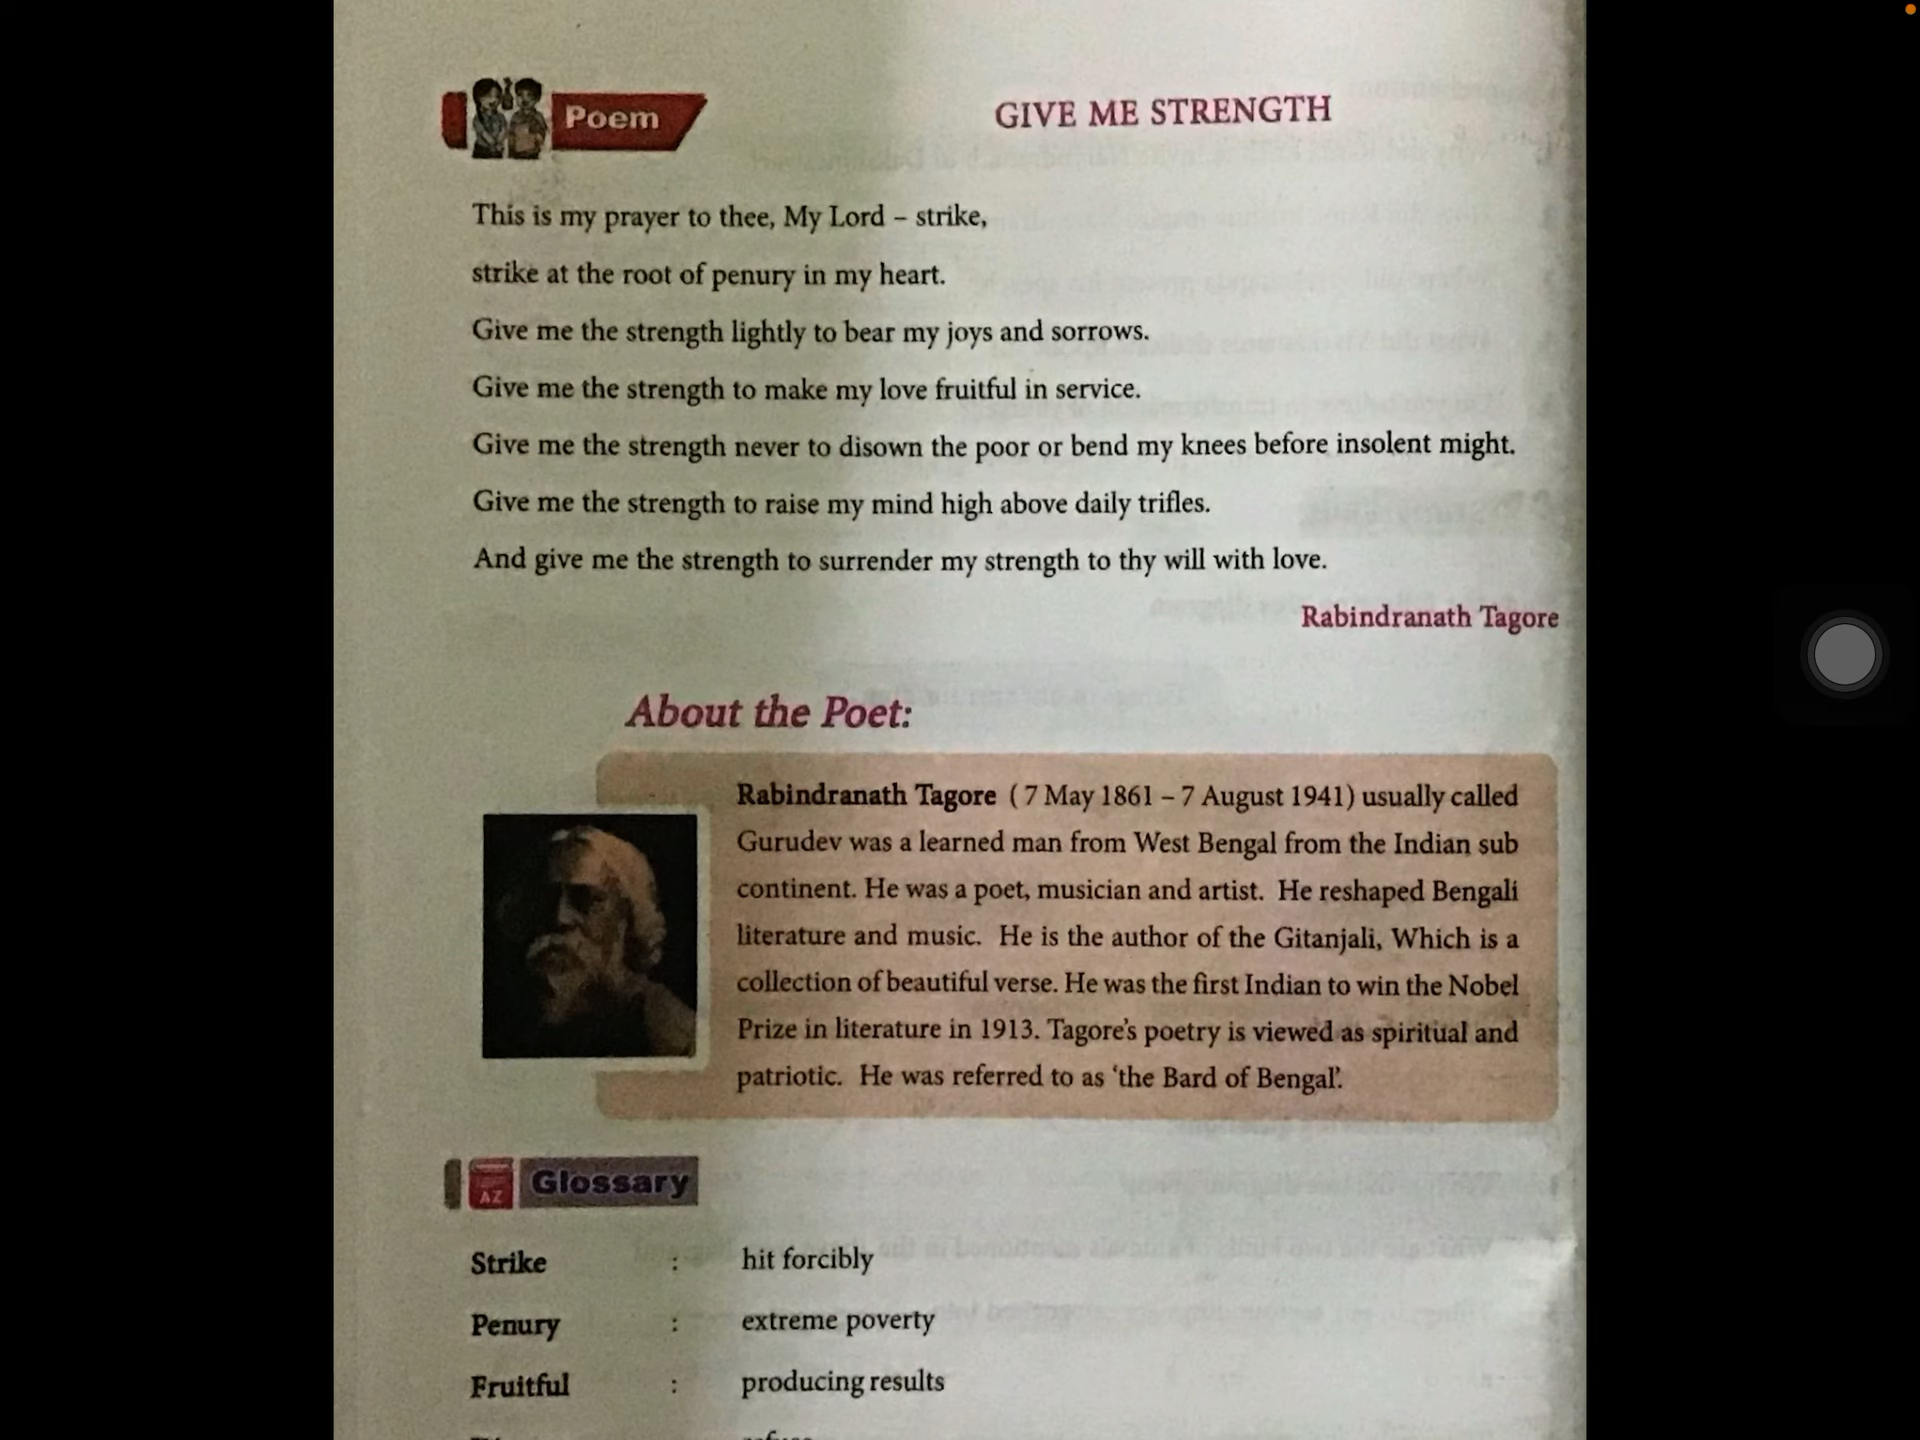 Poem
GIVE ME STRENGTH
This is my prayer to thee, My Lord – strike,
strike at the root of penury in my heart.
Give me the strength lightly to bear my joys and sorrows.
Give me the strength to make my love fruitful in service.
Give me the strength never to disown the poor or bend my knees before insolent might.
Give me the strength to raise my mind high above daily trifles.
And give me the strength to surrender my strength to thy will with love.
Rabindranath Tagore
About the Poet:
Rabindranath Tagore ( 7 May 1861 – 7 August 1941) usually called
Gurudev was a learned man from West Bengal from the Indian sub
continent. He was a poet, musician and artist. He reshaped Bengali
literature and music. He is the author of the Gitanjali, Which is a
collection of beautiful verse. He was the first Indian to win the Nobel
Prize in literature in 1913. Tagore's poetry is viewed as spiritual and
patriotic. He was referred to as 'the Bard of Bengal'.
AZ Glossary
Strike : hit forcibly
Penury : extreme poverty
Fruitful : producing results